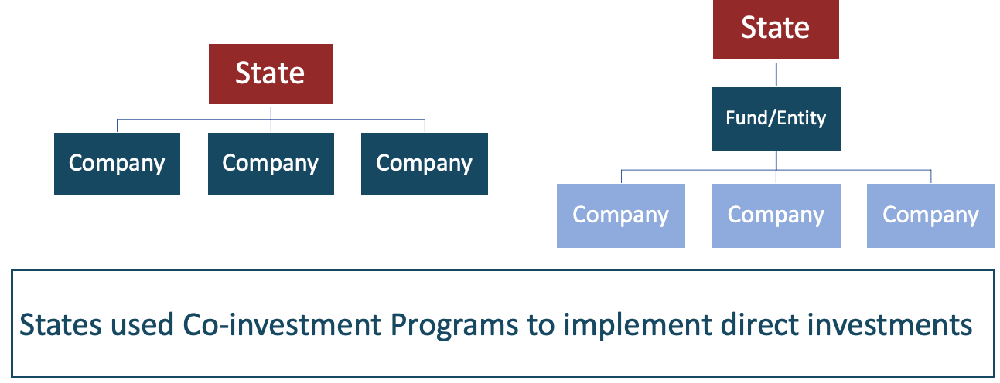 State
Company
Company
Company
State
Fund/Entity
Company
Company
Company
States used Co-investment Programs to implement direct investments